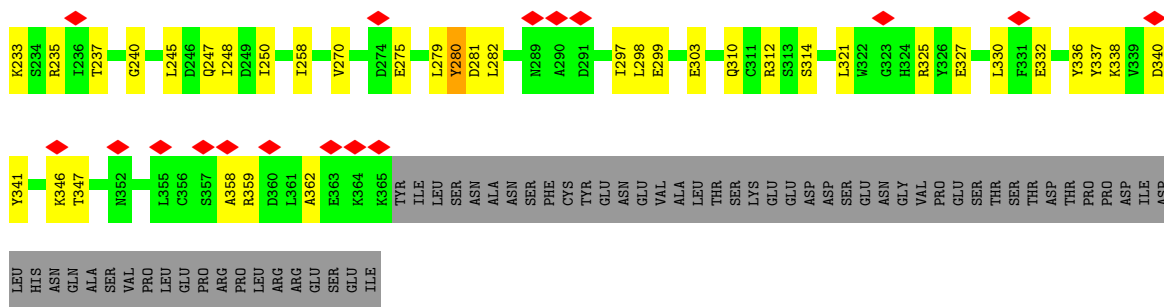 K233 S234 R235 I236 T237 G240 L245 D246 Q247 I248 D249 I250 I258 V270 D274 E275 L279 Y280 D281 L282 N289 A290 D291 I297 L298 E299 E303 Q310 C311 R312 S313 S314 L321 W322 G323 H324 R325 Y326 E327 L330 F331 E332 Y336 Y337 K338 V339 D340
Y341 K346 T347 N352 L355 C356 S357 A358 R359 D360 L361 A362 E363 K364 K365 TYR ILE LEU SER ASN ALA ASN SER PHE CYS TYR GLU ASN GLU VAL ALA LEU THR SER LYS GLU GLU ASP ASP SER GLU ASN GLY VAL PRO GLU SER THR SER THR ASP THR PRO PRO ASP ILE ASP
LEU HIS ASN GLN ALA SER VAL PRO LEU GLU PRO ARG PRO LEU ARG ARG GLU SER GLU ILE